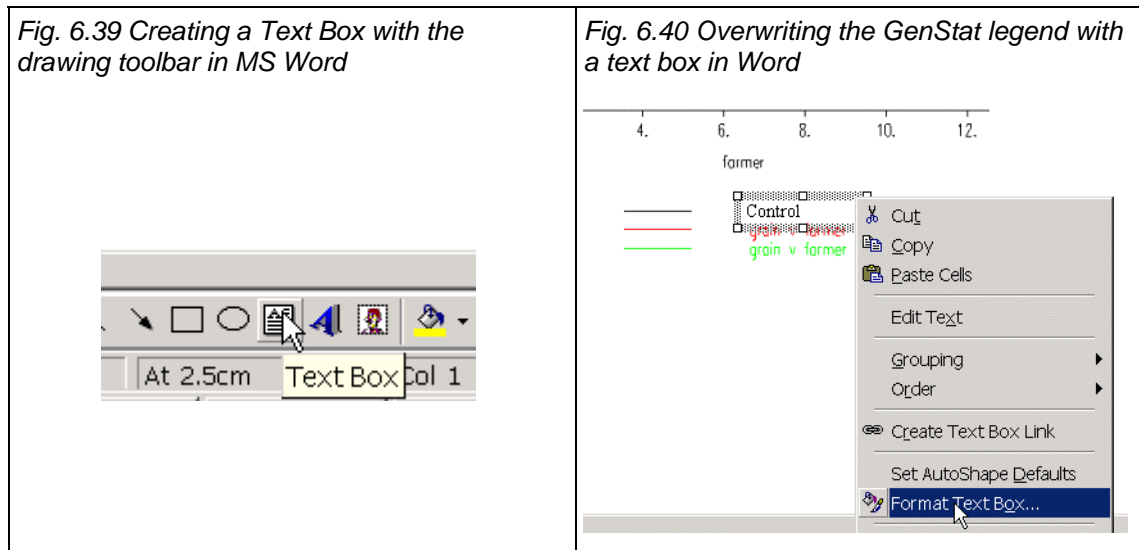 Fig. 6.39 Creating a Text Box with the
drawing toolbar in MS Word
At 2.5cm
Text Box
Col 1
Fig. 6.40 Overwriting the GenStat legend with
a text box in Word
4. 6. 8. 10. 12.
farmer
Control
grain v farmer
grain v farmer
Cut
Copy
Paste Cells
Edit Text
Grouping
Order
Create Text Box Link
Set AutoShape Defaults
Format Text Box...